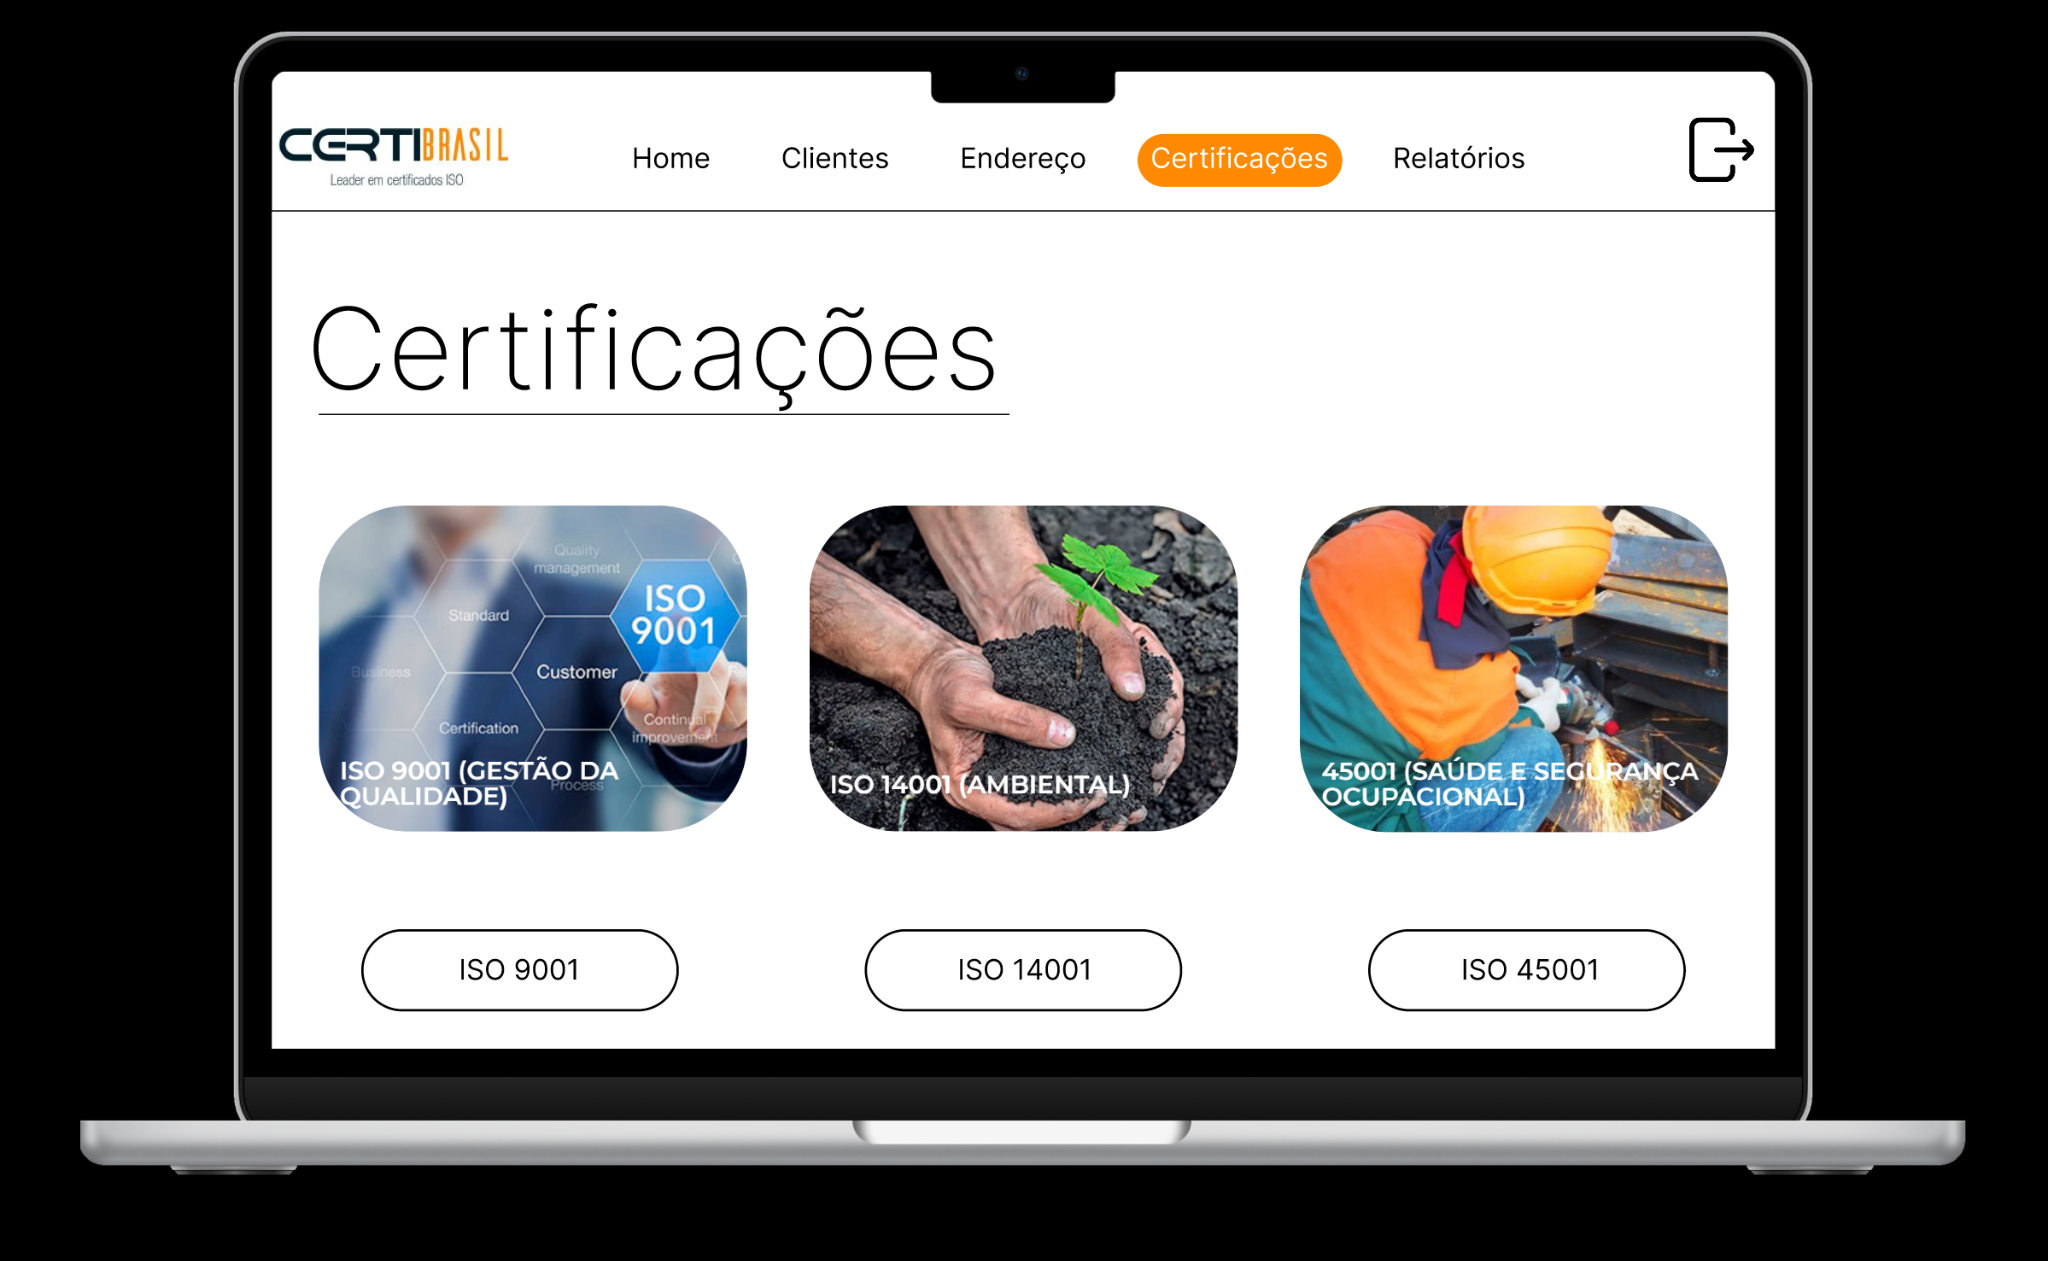 CERTIBRASIL
Leader em certificados ISO
Home Clientes Endereço Certificações Relatórios
Certificações
Quality
management
ISO
9001
Standard
Business
Customer
Certification
Continual
improvement
Process
ISO 9001 (GESTÃO DA
QUALIDADE)
ISO 14001 (AMBIENTAL)
45001 (SAÚDE E SEGURANÇA
OCUPACIONAL)
ISO 9001
ISO 14001
ISO 45001